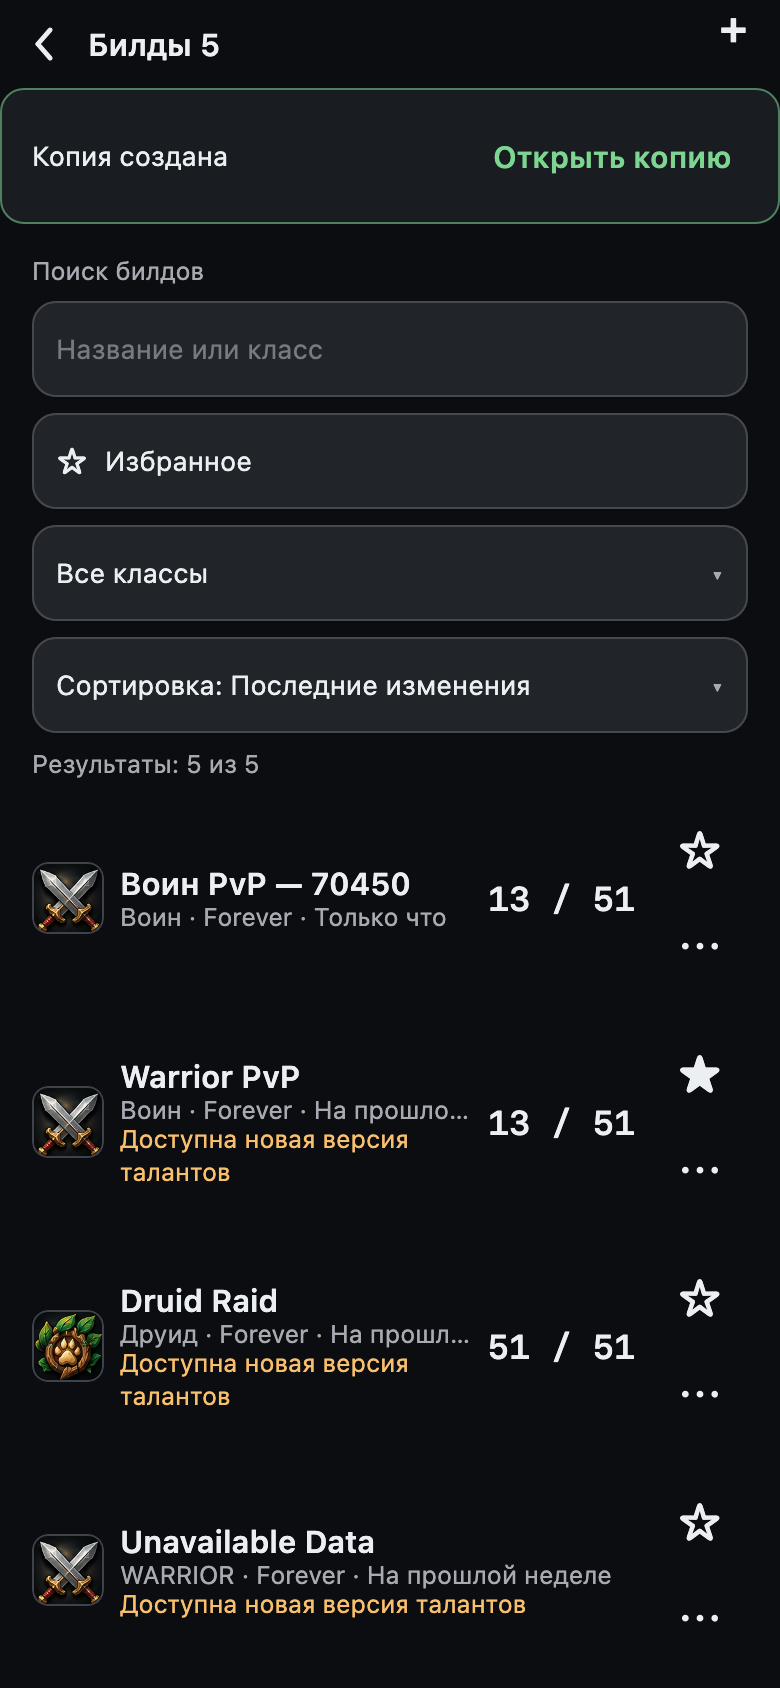 Билды 5
Копия создана
Открыть копию
Поиск билдов
Название или класс
Избранное
Все классы
Сортировка: Последние изменения
Результаты: 5 из 5
Воин PvP — 70450
Воин · Forever · Только что
13 / 51
Warrior PvP
Воин · Forever · На прошло...
Доступна новая версия
талантов
13 / 51
Druid Raid
Друид · Forever · На прошл...
Доступна новая версия
талантов
51 / 51
Unavailable Data
WARRIOR · Forever · На прошлой неделе
Доступна новая версия талантов